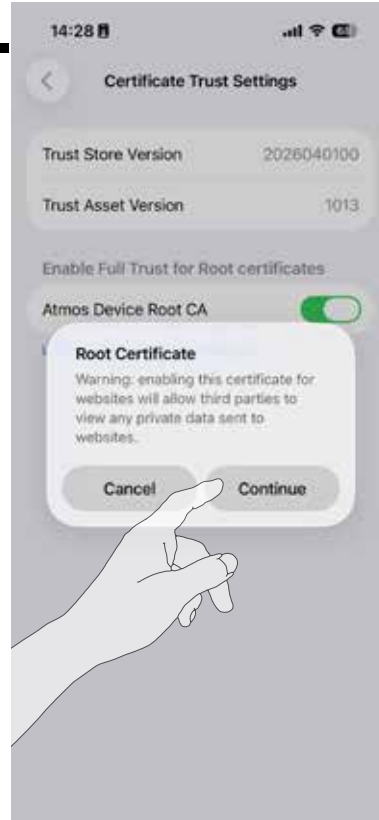 14:28
Certificate Trust Settings
Trust Store Version 2026040100
Trust Asset Version 1013
Enable Full Trust for Root certificates
Atmos Device Root CA
Root Certificate
Warning: enabling this certificate for
websites will allow third parties to
view any private data sent to
websites.
Cancel Continue